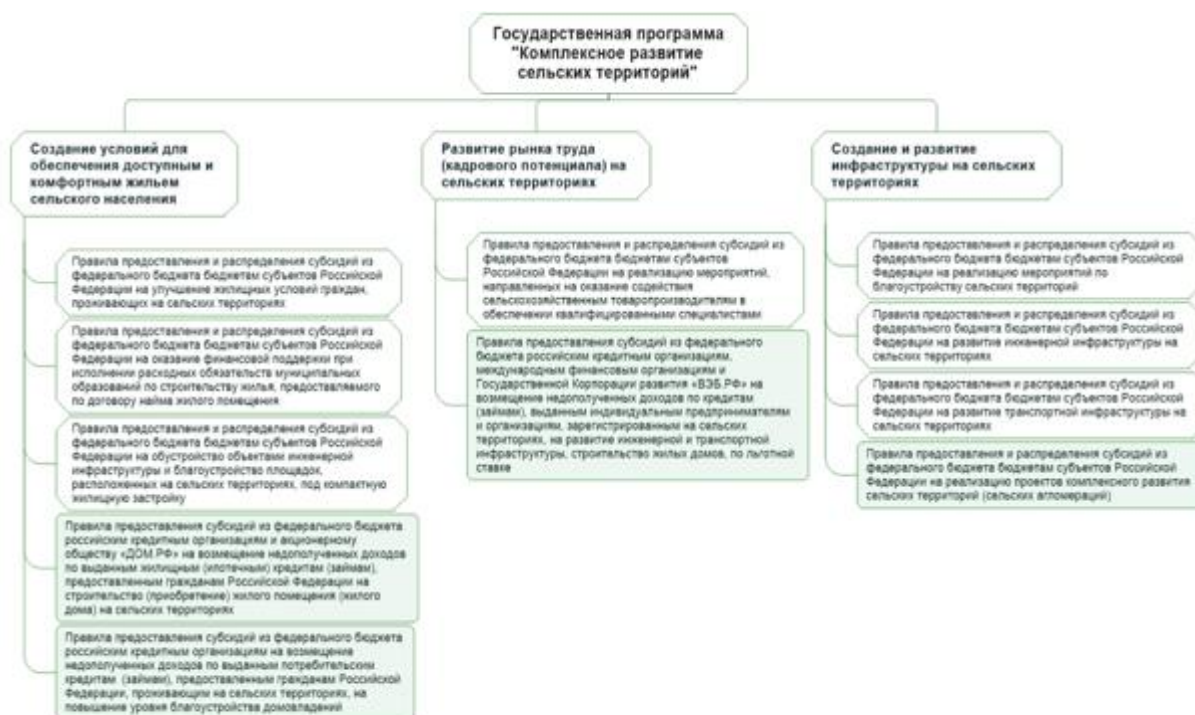 Государственная программа
"Комплексное развитие
сельских территорий"
Создание условий для
обеспечения доступным и
комфортным жильем
сельского населения
Правила предоставления и распределения субсидий из
федерального бюджета бюджетам субъектов Российской
Федерации на улучшение жилищных условий граждан,
проживающих на сельских территориях
Правила предоставления и распределения субсидий из
федерального бюджета бюджетам субъектов Российской
Федерации на оказание финансовой поддержки при
исполнении расходных обязательств муниципальных
образований по строительству жилья, предоставляемого
по договору найма жилого помещения
Правила предоставления и распределения субсидий из
федерального бюджета бюджетам субъектов Российской
Федерации на обустройство объектами инженерной
инфраструктуры и благоустройство площадок,
расположенных на сельских территориях, под компактную
жилищную застройку
Правила предоставления субсидий из федерального бюджета
российским кредитным организациям и акционерному
обществу «ДОМ.РФ» на возмещение недополученных доходов
по выданным жилищным (ипотечным) кредитам (займам),
предоставленным гражданам Российской Федерации на
строительство (приобретение) жилого помещения (жилого
дома) на сельских территориях
Правила предоставления субсидий из федерального бюджета
российским кредитным организациям на возмещение
недополученных доходов по выданным потребительским
кредитам (займам), предоставленным гражданам Российской
Федерации, проживающим на сельских территориях, на
повышение уровня благоустройства домовладений
Развитие рынка труда
(кадрового потенциала) на
сельских территориях
Правила предоставления и распределения субсидий из
федерального бюджета бюджетам субъектов
Российской Федерации на реализацию мероприятий,
направленных на оказание содействия
сельскохозяйственным товаропроизводителям в
обеспечении квалифицированными специалистами
Правила предоставления субсидий из федерального
бюджета российским кредитным организациям,
международным финансовым организациям и
Государственной Корпорации развития «ВЭБ.РФ» на
возмещение недополученных доходов по кредитам
(займам), выданным индивидуальным предпринимателям
и организациям, зарегистрированным на сельских
территориях, на развитие инженерной и транспортной
инфраструктуры, строительство жилых домов, по льготной
ставке
Создание и развитие
инфраструктуры на сельских
территориях
Правила предоставления и распределения субсидий из
федерального бюджета бюджетам субъектов Российской
Федерации на реализацию мероприятий по
благоустройству сельских территорий
Правила предоставления и распределения субсидий из
федерального бюджета бюджетам субъектов Российской
Федерации на развитие инженерной инфраструктуры на
сельских территориях
Правила предоставления и распределения субсидий из
федерального бюджета бюджетам субъектов Российской
Федерации на развитие транспортной инфраструктуры на
сельских территориях
Правила предоставления и распределения субсидий из
федерального бюджета бюджетам субъектов Российской
Федерации на реализацию проектов комплексного развития
сельских территорий (сельских агломераций)